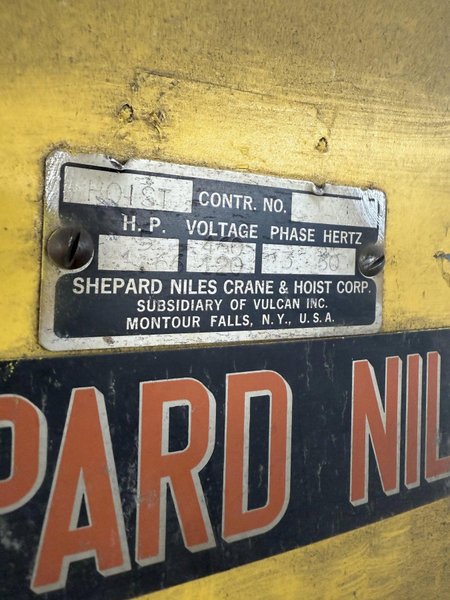 HOIST CONTR. NO.
H.P. VOLTAGE PHASE HERTZ
SHEPARD NILES CRANE & HOIST CORP.
SUBSIDIARY OF VULCAN INC.
MONTOUR FALLS, N.Y., U.S.A.
PARD NIL